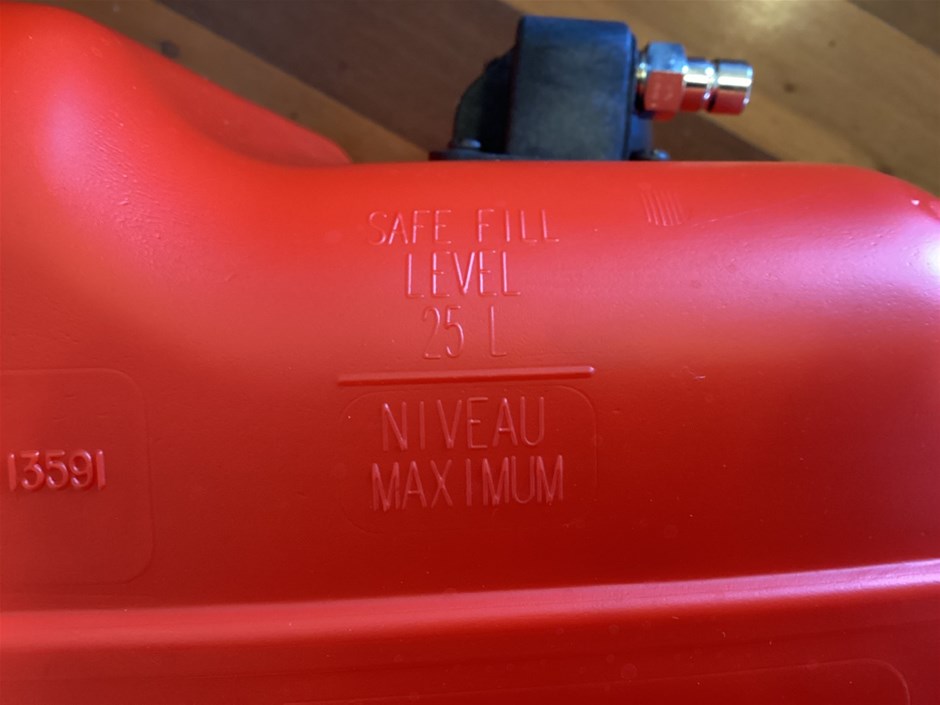 SAFE FILL
LEVEL
25 L
NIVEAU
MAXIMUM
13591